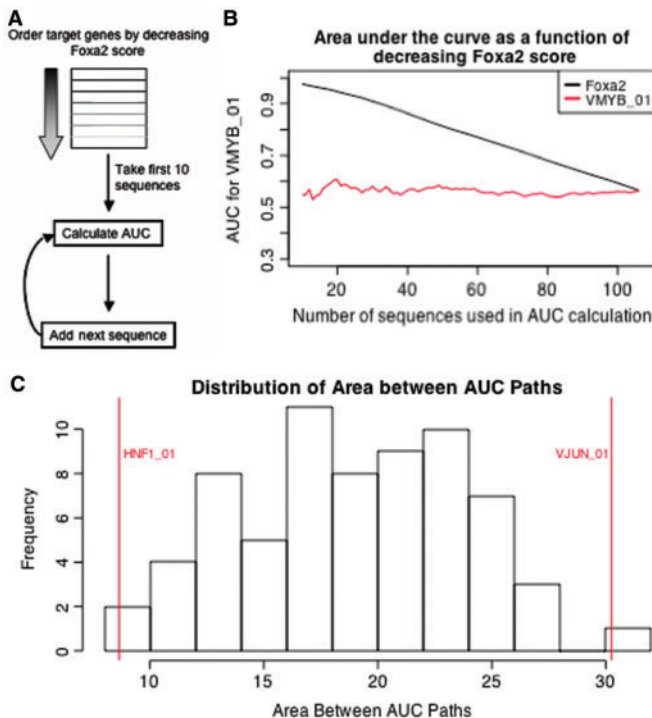 A
Order target genes by decreasing
Foxa2 score
Take first 10
sequences
Calculate AUC
Add next sequence
B
Area under the curve as a function of
decreasing Foxa2 score
Foxa2
VMYB_01
AUC for VMYB_01
0.3 0.5 0.7 0.9
20 40 60 80 100
Number of sequences used in AUC calculation
C
Distribution of Area between AUC Paths
HNF1_01
VJUN_01
Frequency
0 2 4 6 8 10
10 15 20 25 30
Area Between AUC Paths